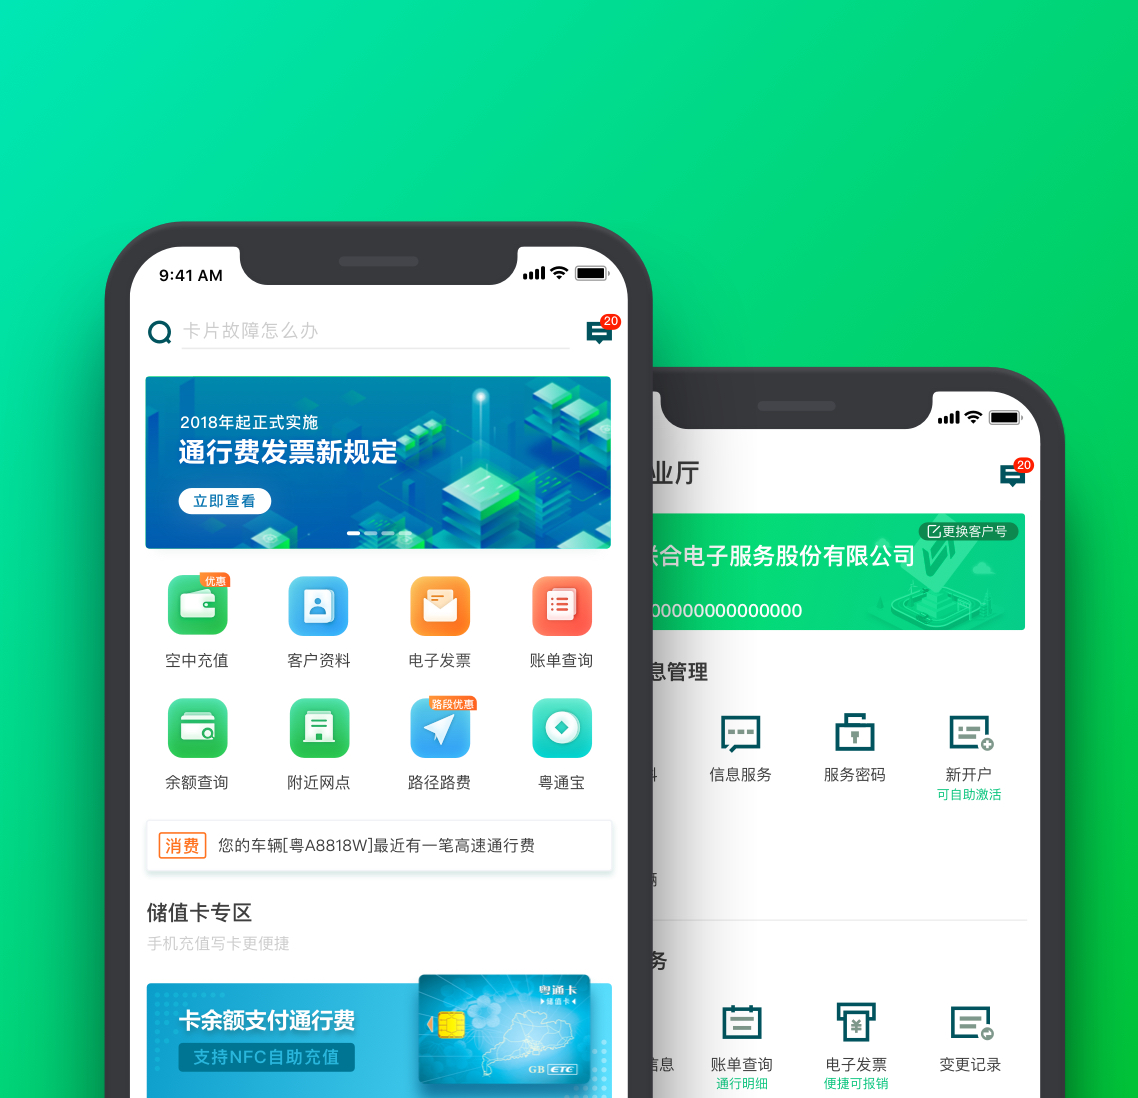 9:41 AM
卡片故障怎么办
20
2018年起正式实施
通行费发票新规定
立即查看
优惠
空中充值
客户资料
电子发票
账单查询
路段优惠
余额查询
附近网点
路径路费
粤通宝
消费
您的车辆[粤A8818W]最近有一笔高速通行费
储值卡专区
手机充值写卡更便捷
卡余额支付通行费
支持NFC自助充值
粤通卡
储值卡
GB ETC
业厅
20
更换客户号
合电子服务股份有限公司
00000000000000
息管理
信息服务
服务密码
新开户
可自助激活
务
信息
账单查询
电子发票
变更记录
通行明细
便捷可报销